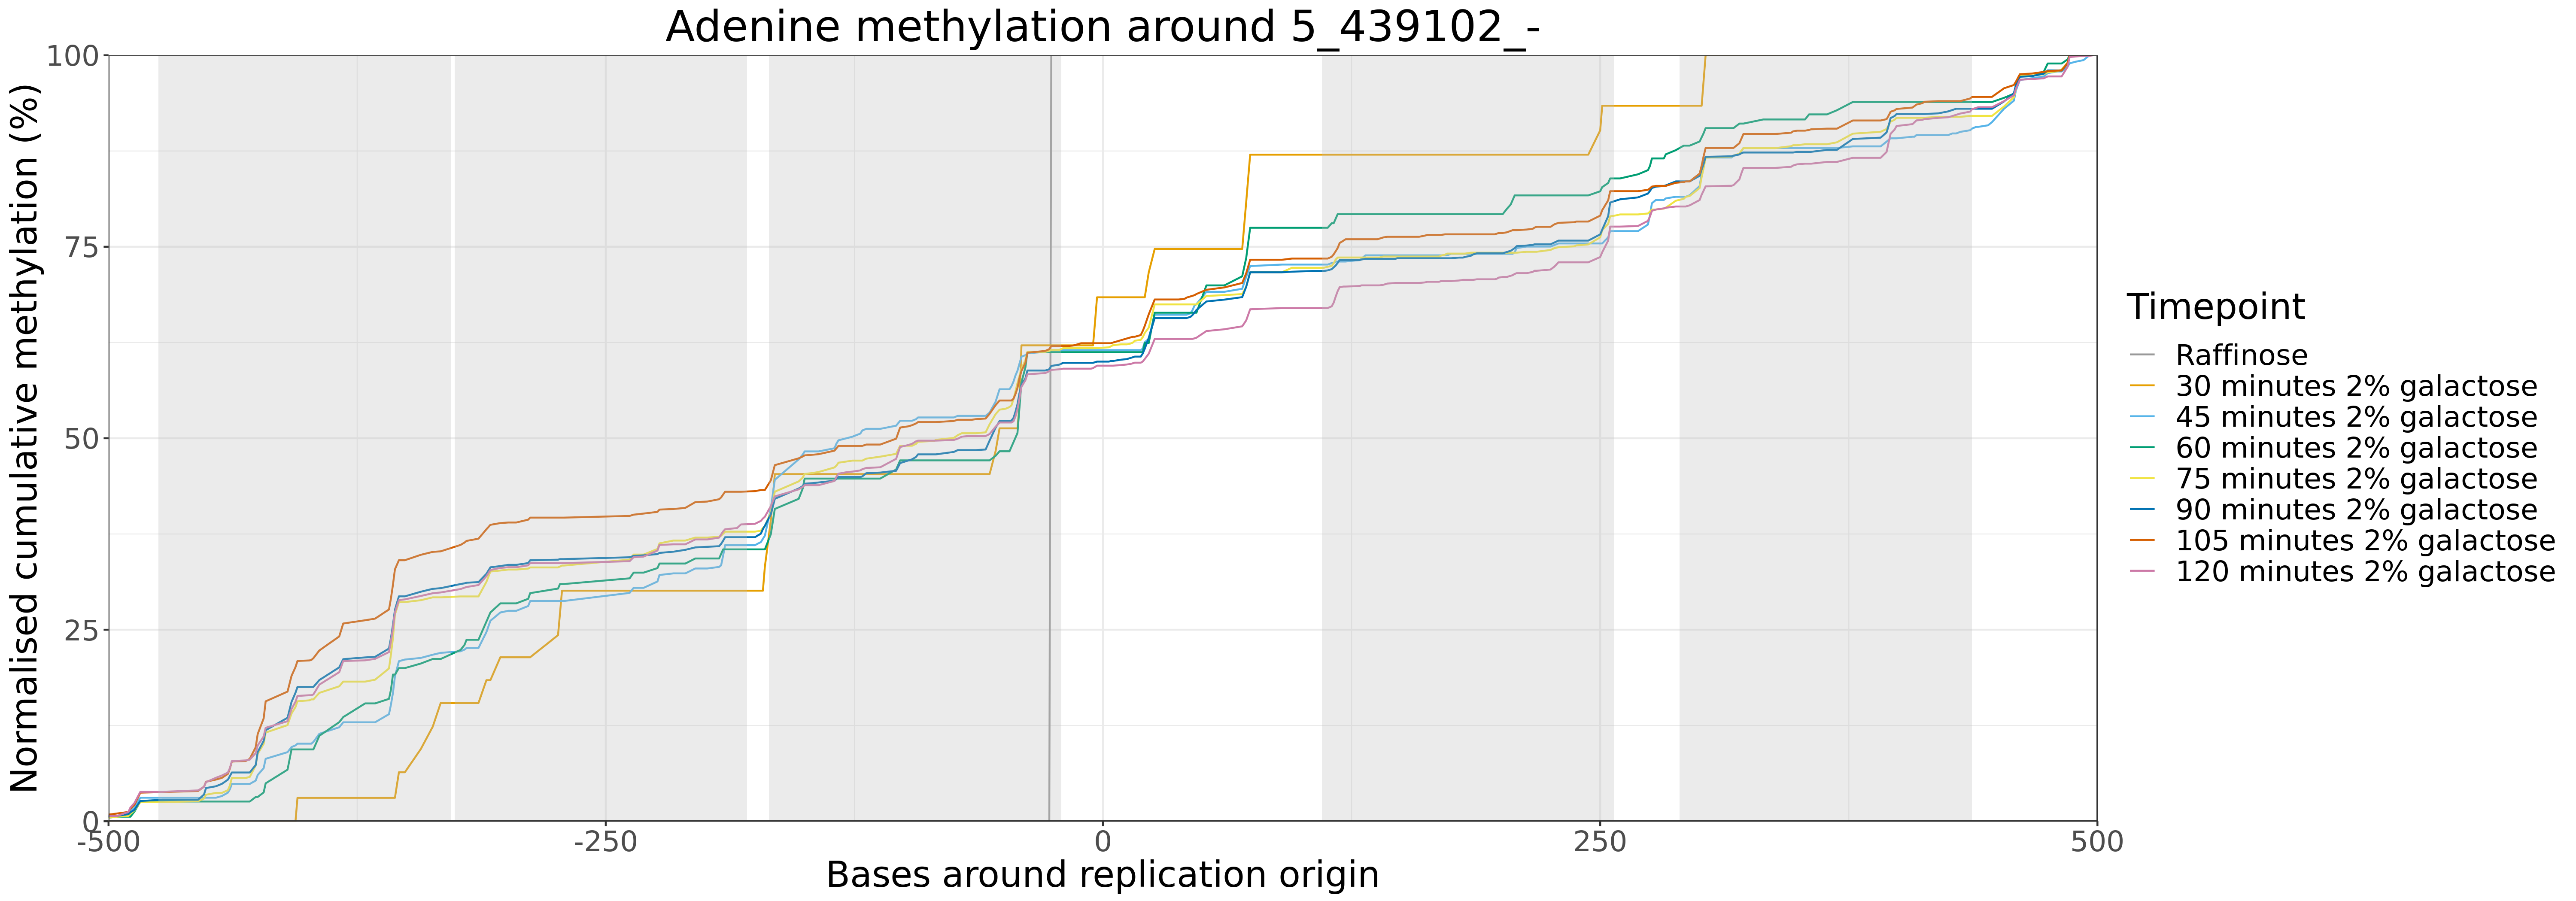 Adenine methylation around 5_439102_-
Normalised cumulative methylation (%)
100
75
50
25
0
-500
-250
0
250
500
Bases around replication origin
Timepoint
Raffinose
30 minutes 2% galactose
45 minutes 2% galactose
60 minutes 2% galactose
75 minutes 2% galactose
90 minutes 2% galactose
105 minutes 2% galactose
120 minutes 2% galactose